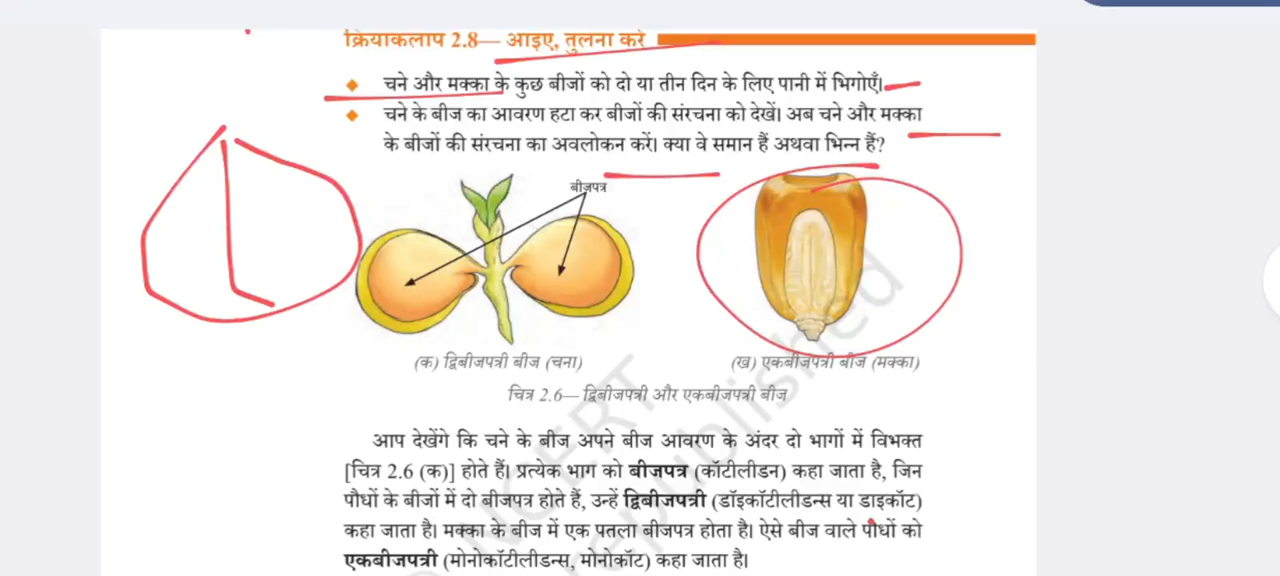 क्रियाकलाप 2.8— आइए, तुलना करें
चने और मक्का के कुछ बीजों को दो या तीन दिन के लिए पानी में भिगोएँ।
चने के बीज का आवरण हटा कर बीजों की संरचना को देखें। अब चने और मक्का
के बीजों की संरचना का अवलोकन करें। क्या वे समान हैं अथवा भिन्न हैं?
बीजपत्र
(क) द्विबीजपत्री बीज (चना)
(ख) एकबीजपत्री बीज (मक्का)
चित्र 2.6— द्विबीजपत्री और एकबीजपत्री बीज
आप देखेंगे कि चने के बीज अपने बीज आवरण के अंदर दो भागों में विभक्त
[चित्र 2.6 (क)] होते हैं। प्रत्येक भाग को बीजपत्र (कॉटीलीडन) कहा जाता है, जिन
पौधों के बीजों में दो बीजपत्र होते हैं, उन्हें द्विबीजपत्री (डॉइकॉटीलीडन्स या डाइकॉट)
कहा जाता है। मक्का के बीज में एक पतला बीजपत्र होता है। ऐसे बीज वाले पौधों को
एकबीजपत्री (मोनोकॉटीलीडन्स, मोनोकॉट) कहा जाता है।
NCERT
republished